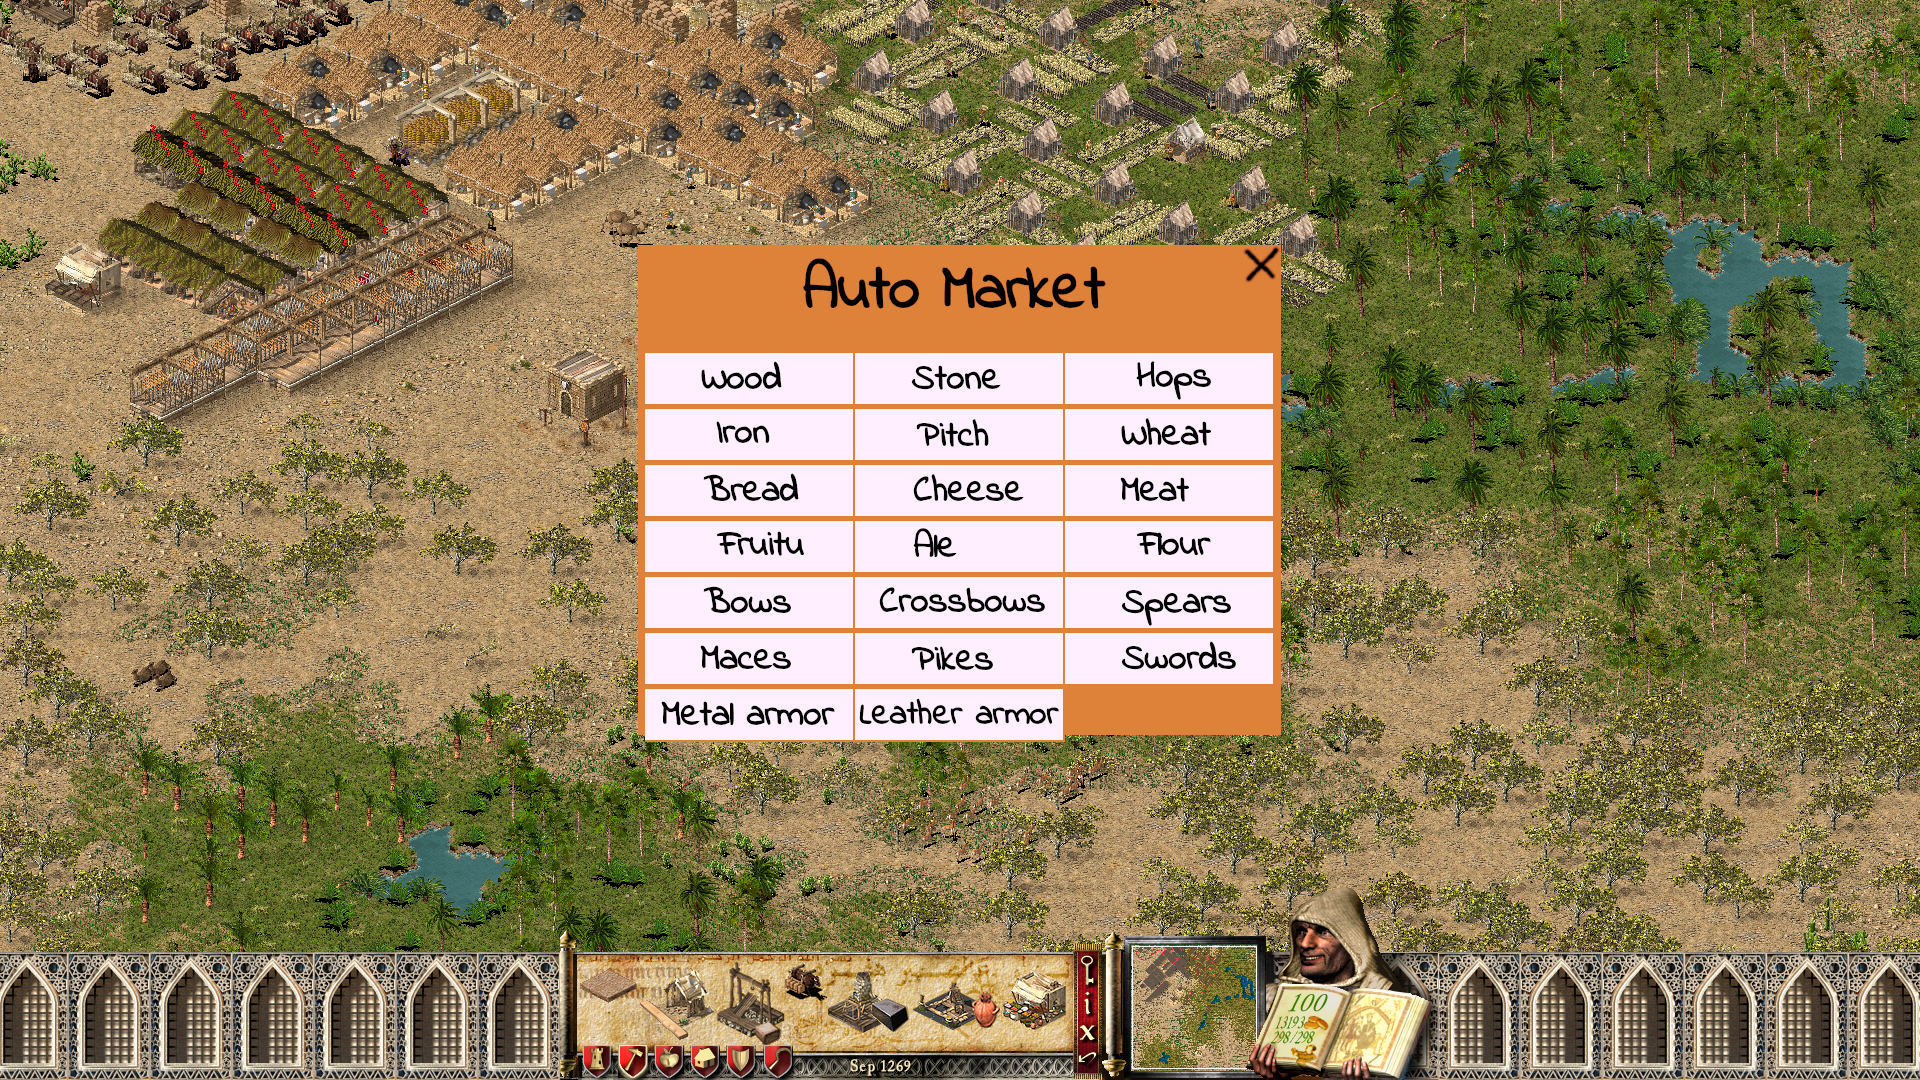 Auto Market
Wood Stone Hops
Iron Pitch Wheat
Bread Cheese Meat
Fruitu Ale Flour
Bows Crossbows Spears
Maces Pikes Swords
Metal armor Leather armor
100
13193
298/298
Sep 1269